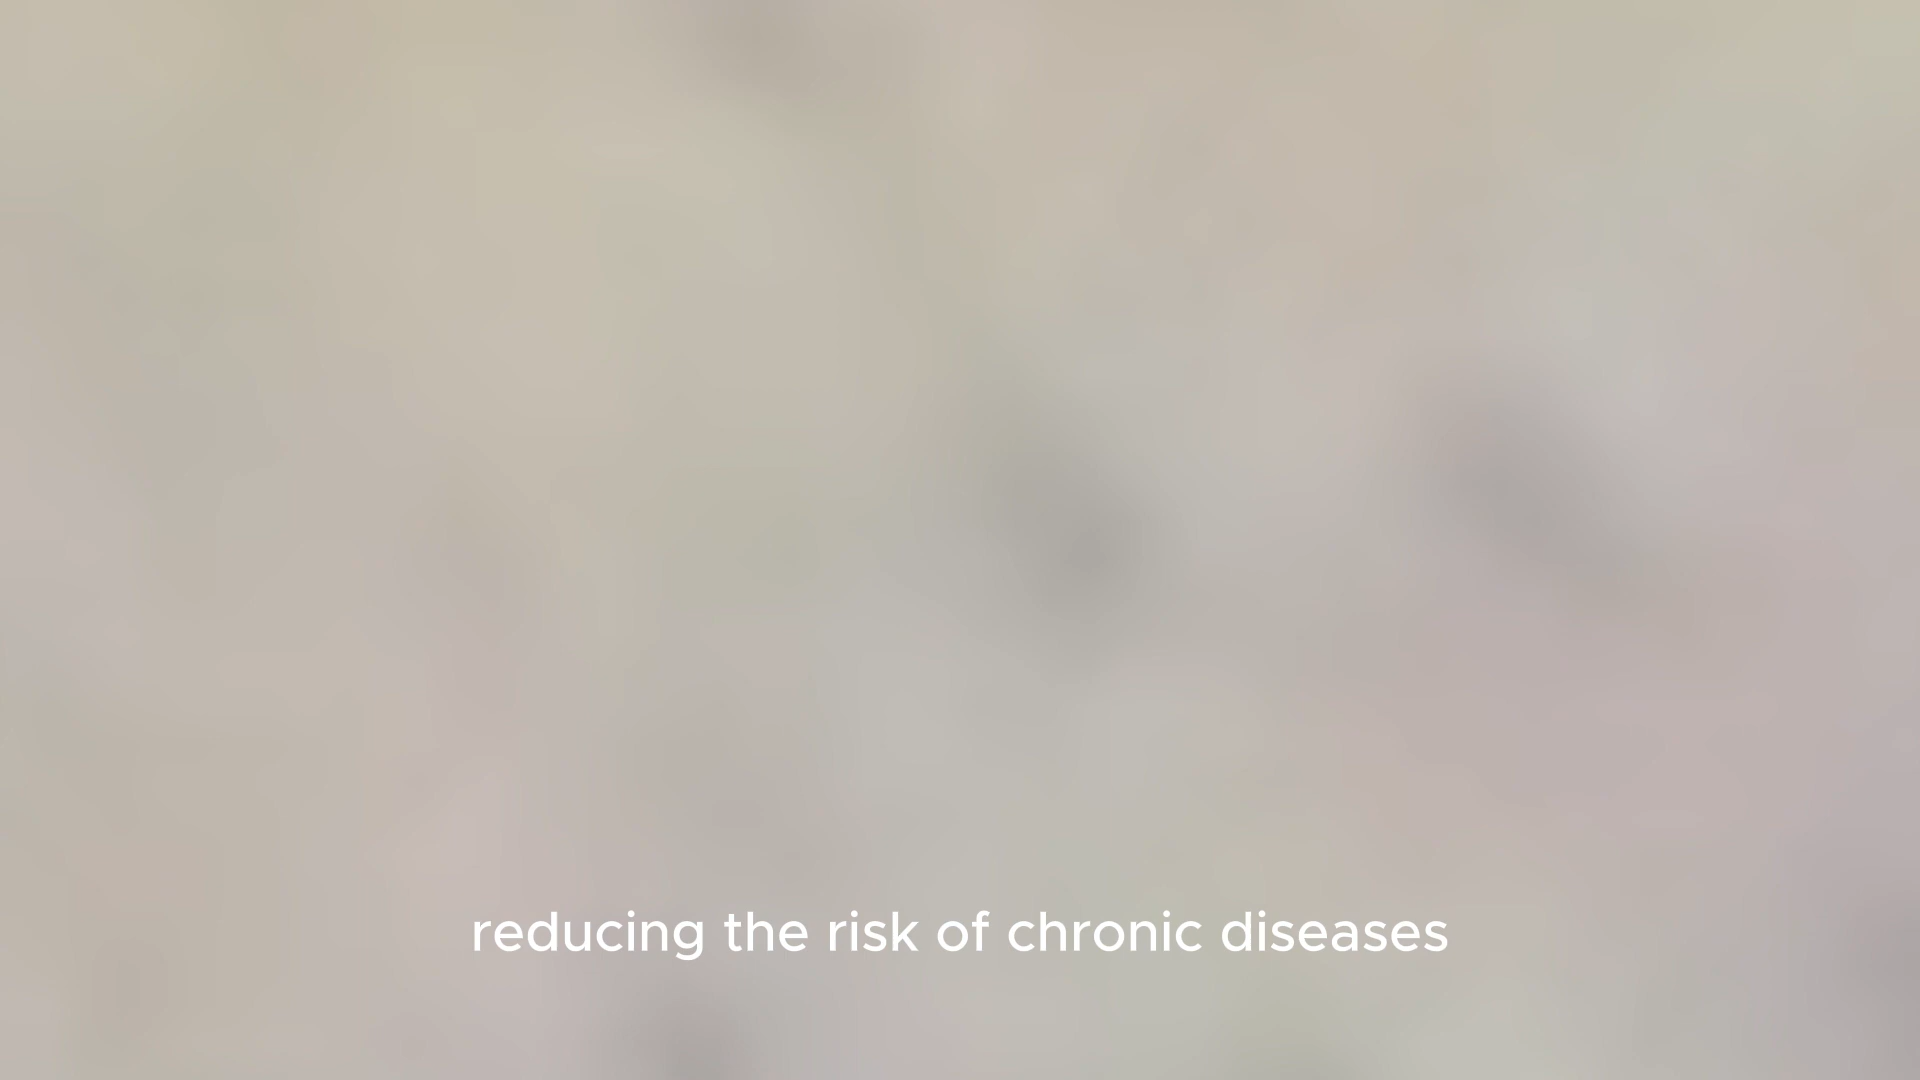 reducing the risk of chronic diseases